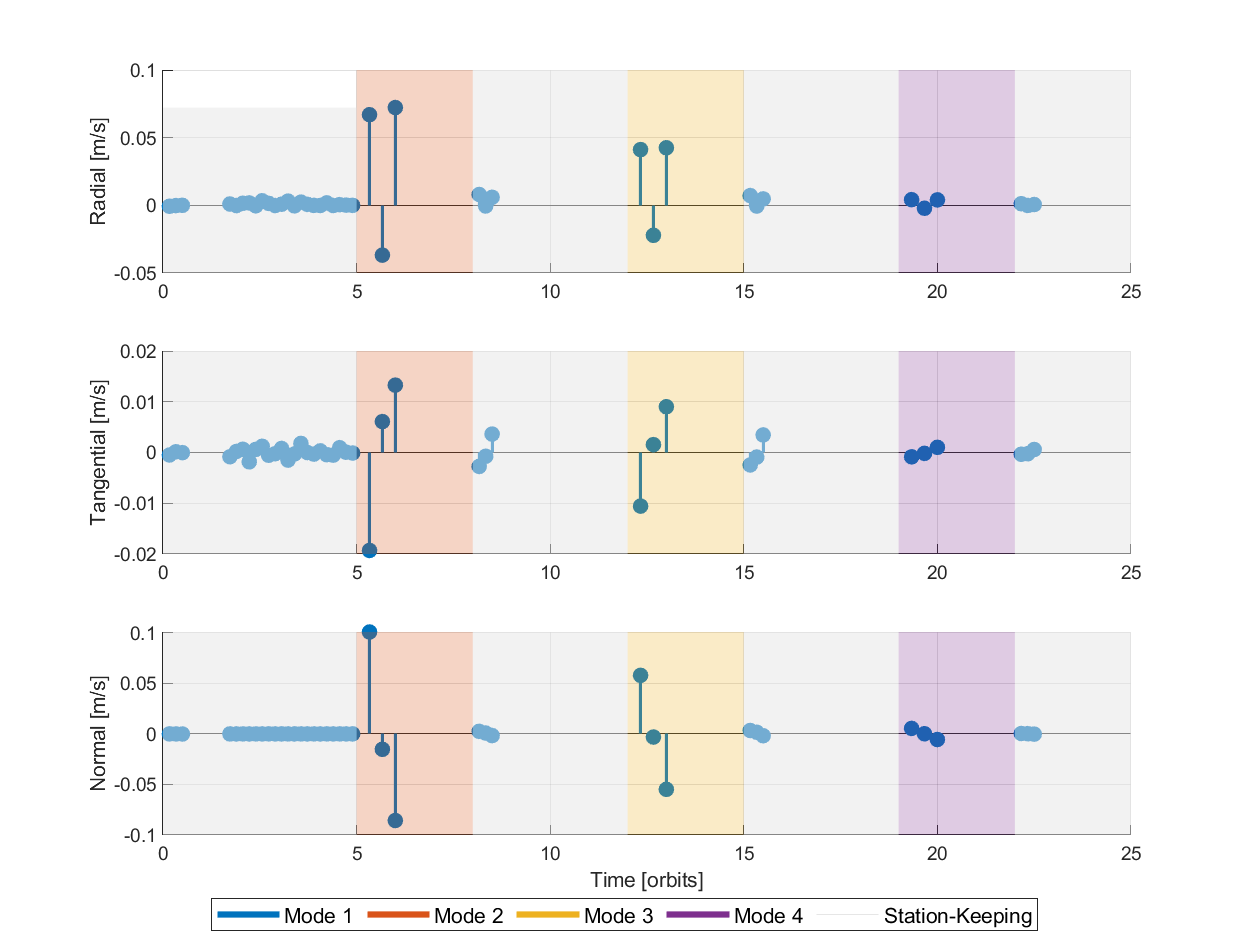 0.1
0.05
0
-0.05
Radial [m/s]
0 5 10 15 20 25
0.02
0.01
0
-0.01
-0.02
Tangential [m/s]
0 5 10 15 20 25
0.1
0.05
0
-0.05
-0.1
Normal [m/s]
0 5 10 15 20 25
Time [orbits]
Mode 1 Mode 2 Mode 3 Mode 4 Station-Keeping